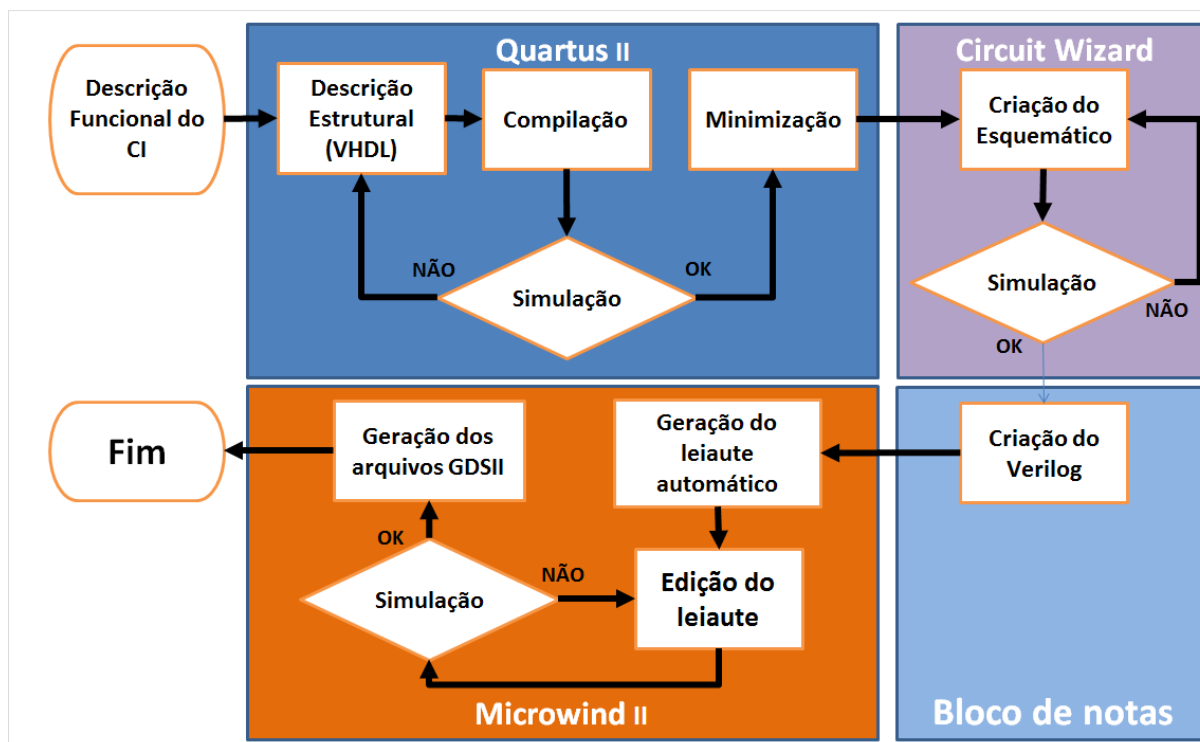 Quartus II
Circuit Wizard
Descrição
Funcional do
CI
Descrição
Estrutural
(VHDL)
Compilação
Minimização
Criação do
Esquemático
NÃO
OK
Simulação
Simulação
NÃO
OK
Fim
Geração dos
arquivos GDSII
Geração do
leiaute
automático
Criação do
Verilog
OK
NÃO
Simulação
Edição do
leiaute
Microwind II
Bloco de notas